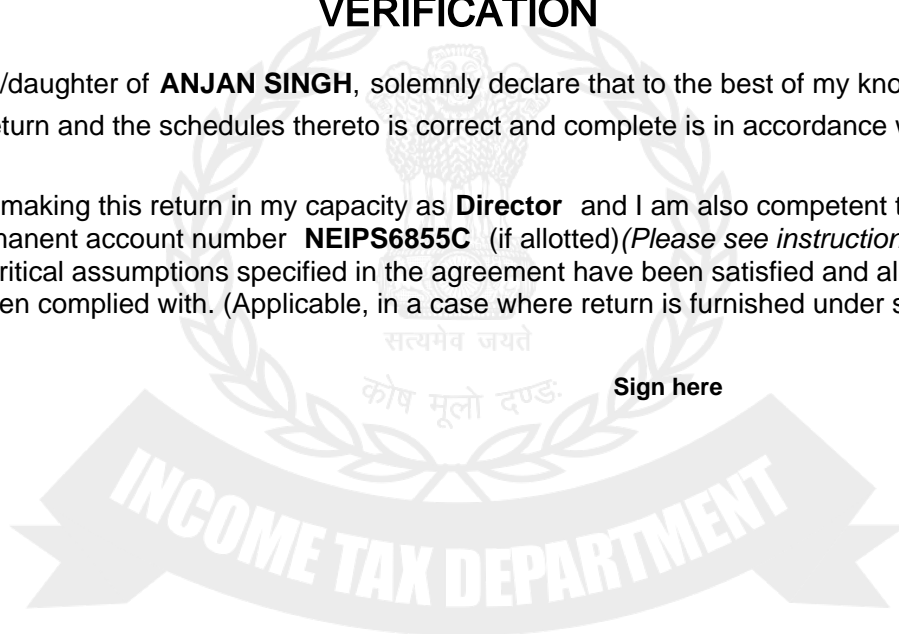 VERIFICATION
/daughter of ANJAN SINGH, solemnly declare that to the best of my kno
eturn and the schedules thereto is correct and complete is in accordance
making this return in my capacity as Director and I am also competent t
manent account number NEIPS6855C (if allotted)(Please see instruction
ritical assumptions specified in the agreement have been satisfied and al
en complied with. (Applicable, in a case where return is furnished under s
सत्यमेव जयते
कोष मूलो दण्डः
Sign here
INCOME TAX DEPARTMENT